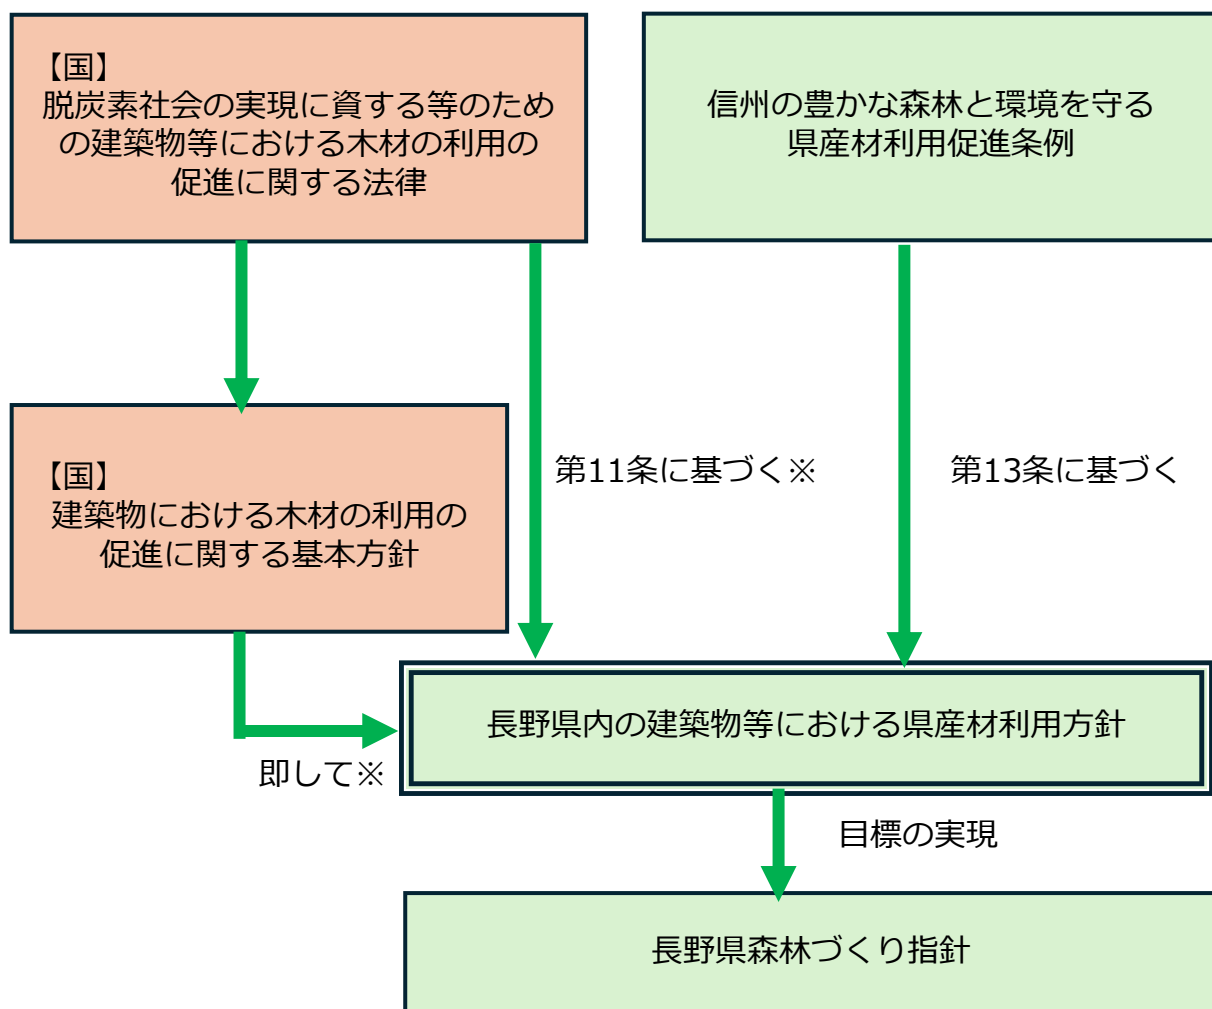 【国】
脱炭素社会の実現に資する等のため
の建築物等における木材の利用の
促進に関する法律
信州の豊かな森林と環境を守る
県産材利用促進条例
【国】
建築物における木材の利用の
促進に関する基本方針
第11条に基づく※
第13条に基づく
長野県内の建築物等における県産材利用方針
即して※
目標の実現
長野県森林づくり指針